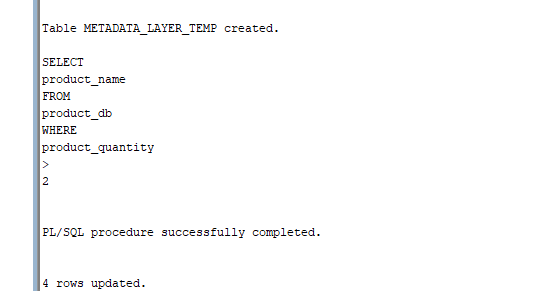 Table METADATA_LAYER_TEMP created.
SELECT
product_name
FROM
product_db
WHERE
product_quantity
>
2
PL/SQL procedure successfully completed.
4 rows updated.